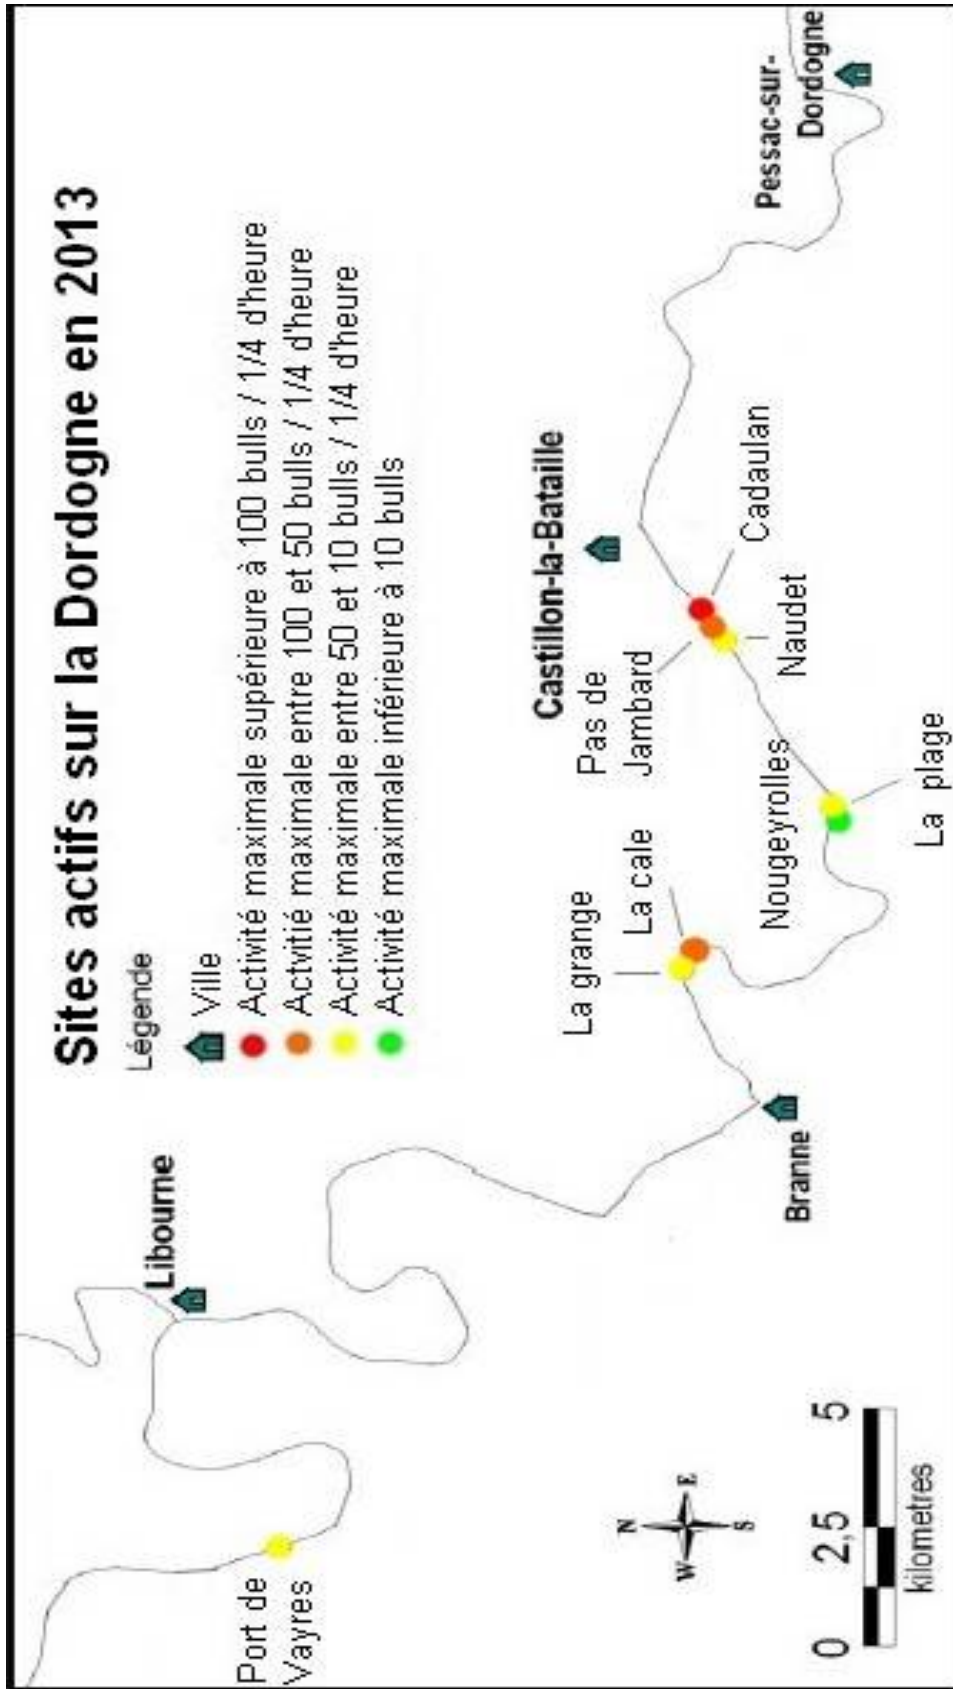 Sites actifs sur la Dordogne en 2013
Légende
Ville
Activité maximale supérieure à 100 bulls / 1/4 d'heure
Actvitié maximale entre 100 et 50 bulls / 1/4 d'heure
Activité maximale entre 50 et 10 bulls / 1/4 d'heure
Activité maximale inférieure à 10 bulls
Libourne
Port de
Vayres
Castillon-la-Bataille
Pessac-sur-
Dordogne
Pas de
Jambard
La grange
La cale
Cadaulan
Naudet
Nougeyrolles
La plage
Branne
N
W
E
S
0
2,5
5
kilometres